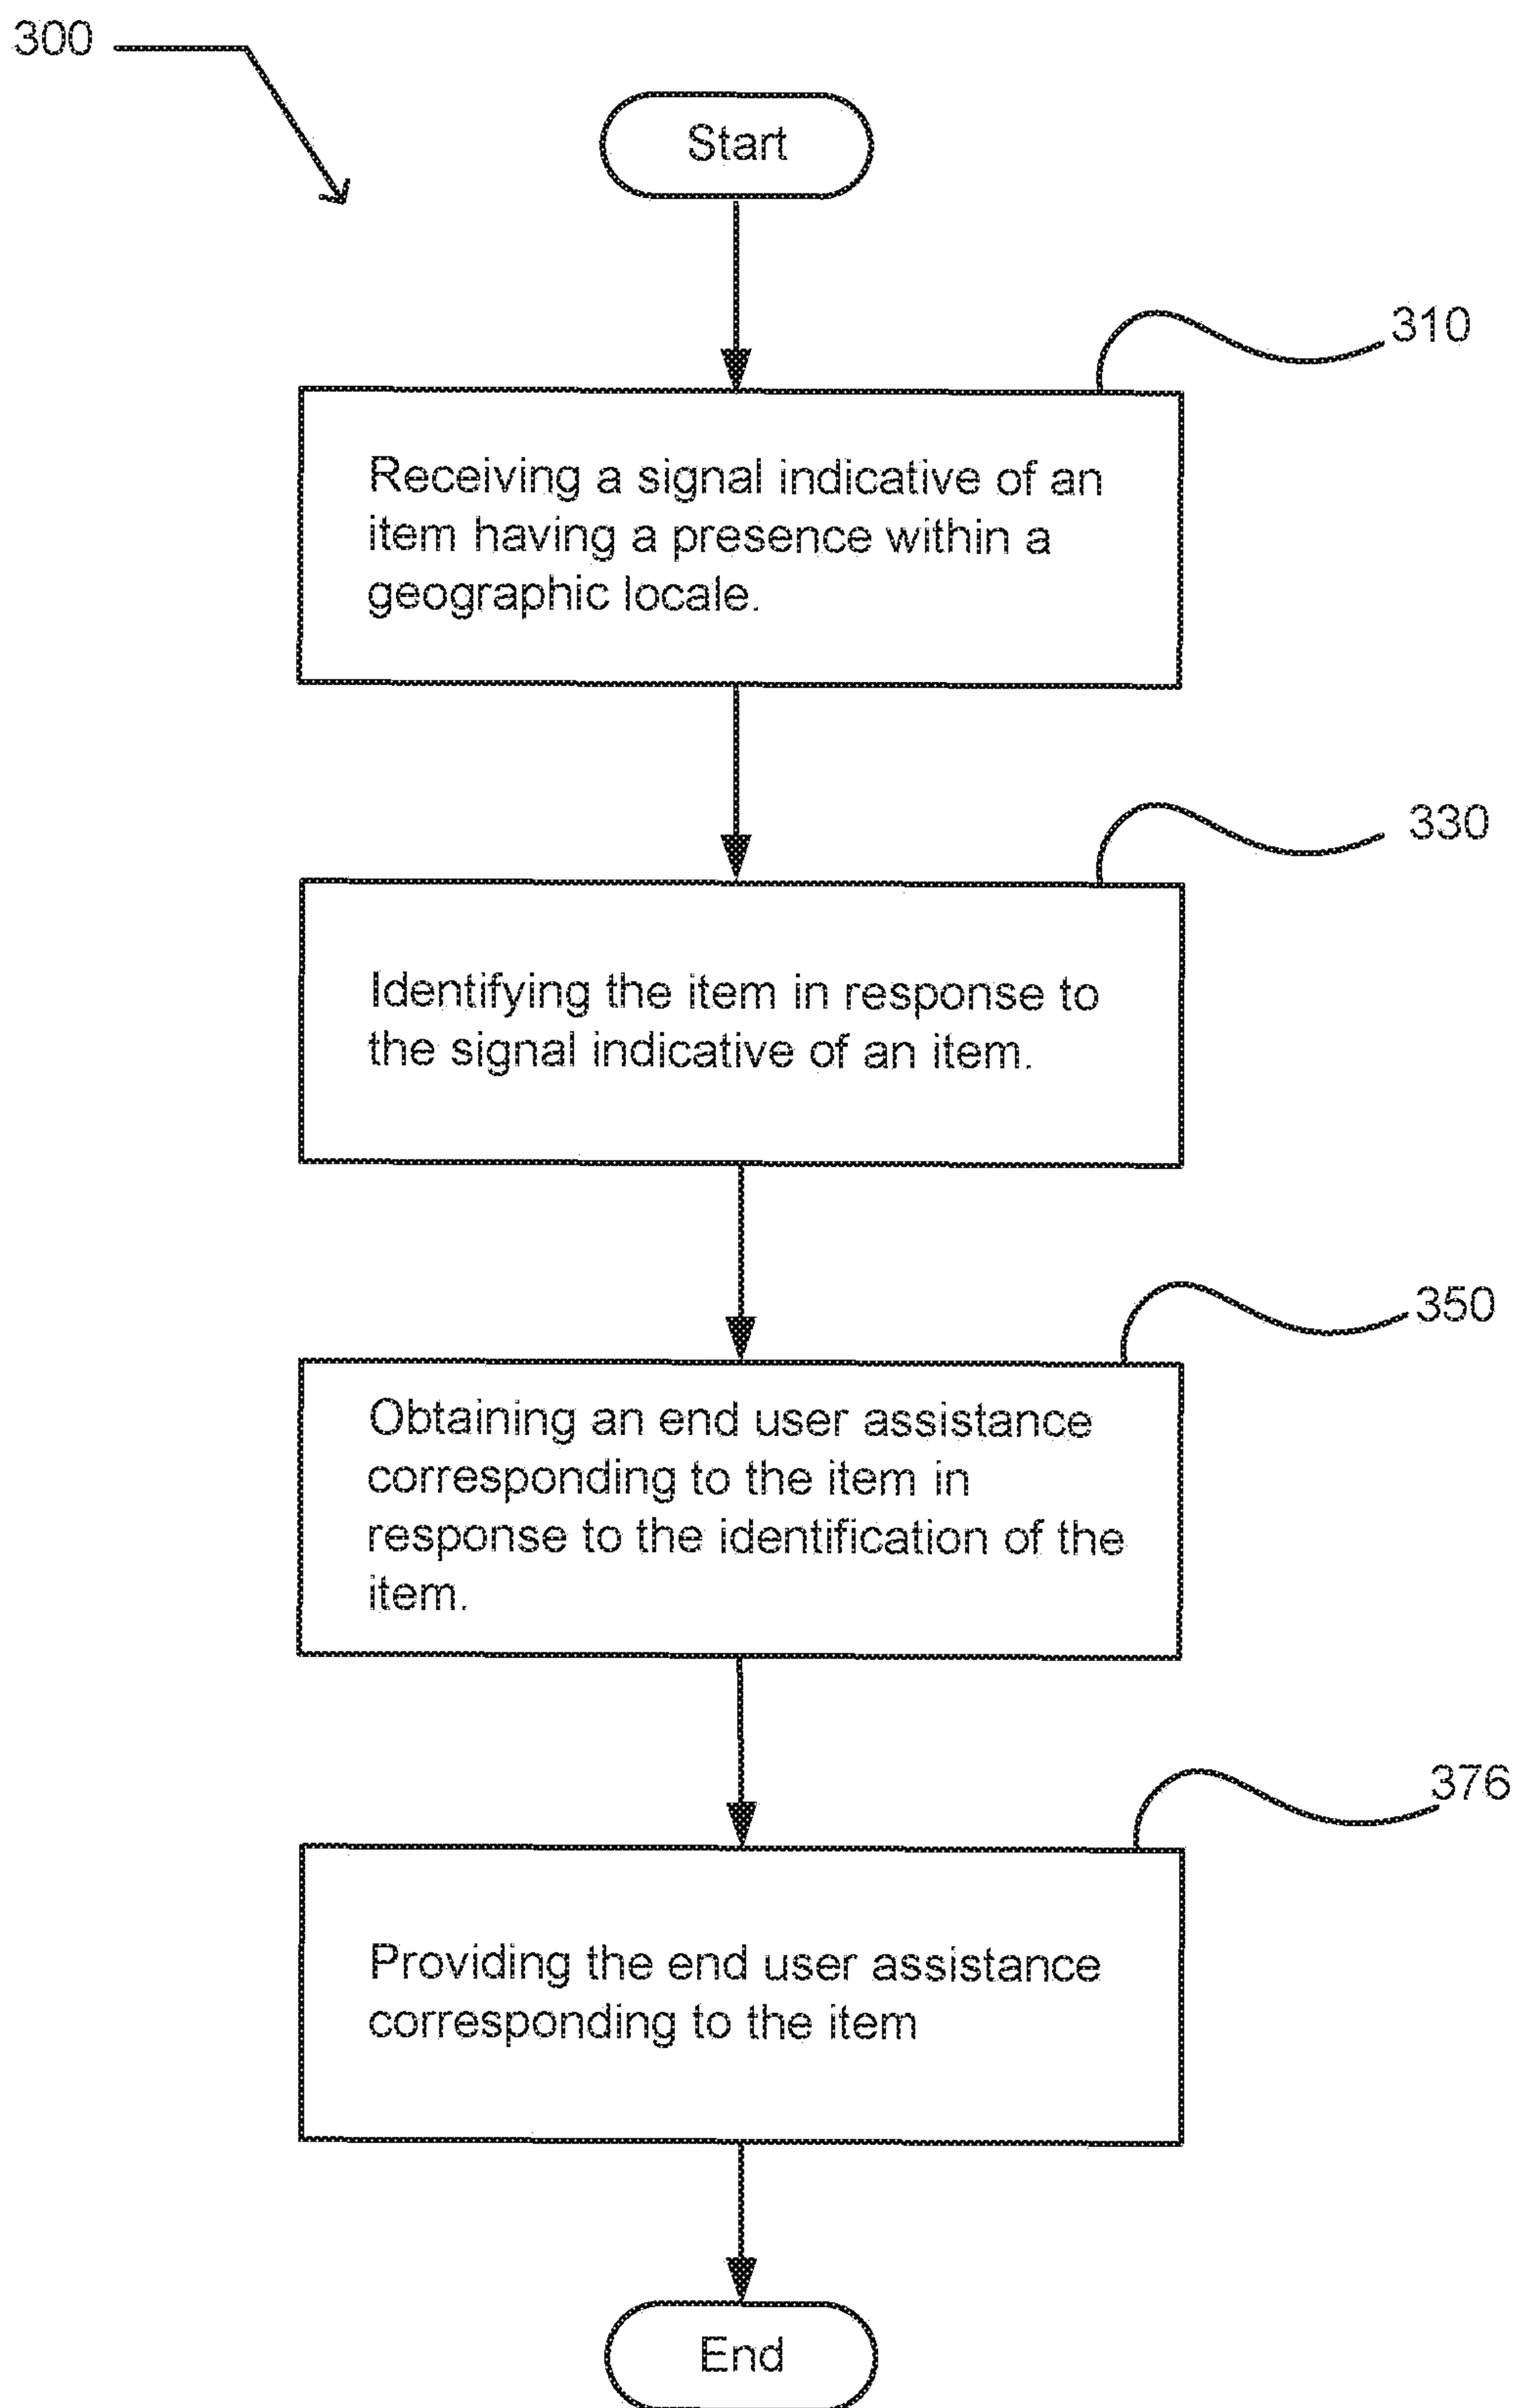 300
Start
310
Receiving a signal indicative of an
item having a presence within a
geographic locale.
330
Identifying the item in response to
the signal indicative of an item.
350
Obtaining an end user assistance
corresponding to the item in
response to the identification of the
item.
376
Providing the end user assistance
corresponding to the item
End